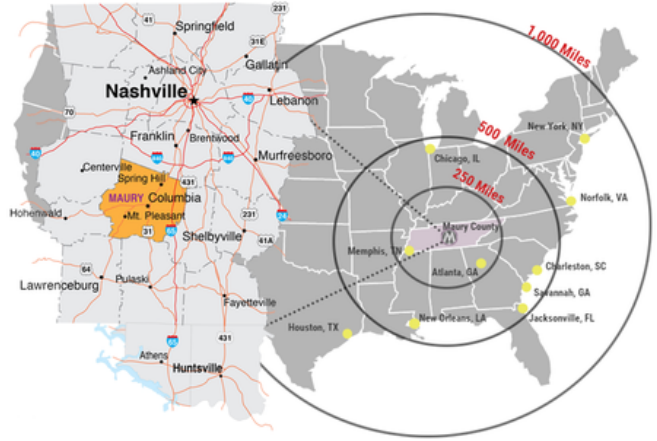 231
41
Springfield
31E
Gallatin
Ashland City
Nashville
40
Lebanon
70
Franklin
Brentwood
40
440
840
Murfreesboro
Centerville
Spring Hill
431
MAURY
Columbia
Hohenwald
Mt. Pleasant
231
24
31
65
Shelbyville
41A
64
Lawrenceburg
Pulaski
Fayetteville
65
431
Athens
Huntsville
1,000 Miles
500 Miles
250 Miles
New York, NY
Chicago, IL
Norfolk, VA
Maury County
Memphis, TN
Atlanta, GA
Charleston, SC
Savannah, GA
Jacksonville, FL
New Orleans, LA
Houston, TX